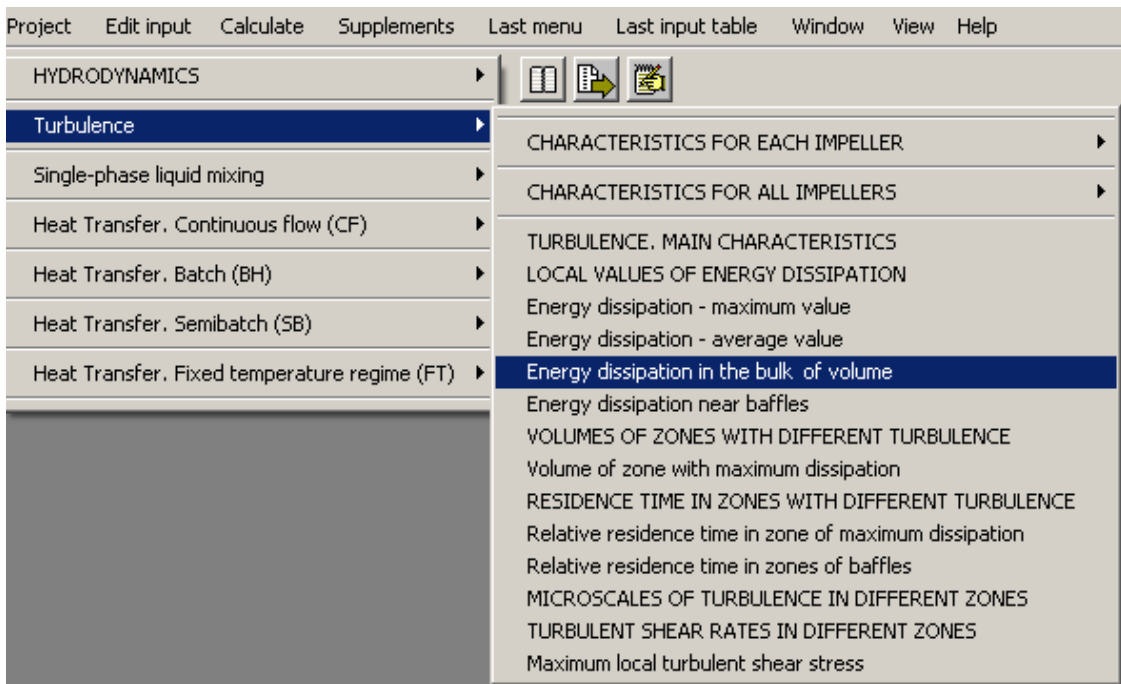 Project Edit input Calculate Supplements Last menu Last input table Window View Help
HYDRODYNAMICS
Turbulence
Single-phase liquid mixing
Heat Transfer. Continuous flow (CF)
Heat Transfer. Batch (BH)
Heat Transfer. Semibatch (SB)
Heat Transfer. Fixed temperature regime (FT)
CHARACTERISTICS FOR EACH IMPELLER
CHARACTERISTICS FOR ALL IMPELLERS
TURBULENCE. MAIN CHARACTERISTICS
LOCAL VALUES OF ENERGY DISSIPATION
Energy dissipation - maximum value
Energy dissipation - average value
Energy dissipation in the bulk of volume
Energy dissipation near baffles
VOLUMES OF ZONES WITH DIFFERENT TURBULENCE
Volume of zone with maximum dissipation
RESIDENCE TIME IN ZONES WITH DIFFERENT TURBULENCE
Relative residence time in zone of maximum dissipation
Relative residence time in zones of baffles
MICROSCALES OF TURBULENCE IN DIFFERENT ZONES
TURBULENT SHEAR RATES IN DIFFERENT ZONES
Maximum local turbulent shear stress